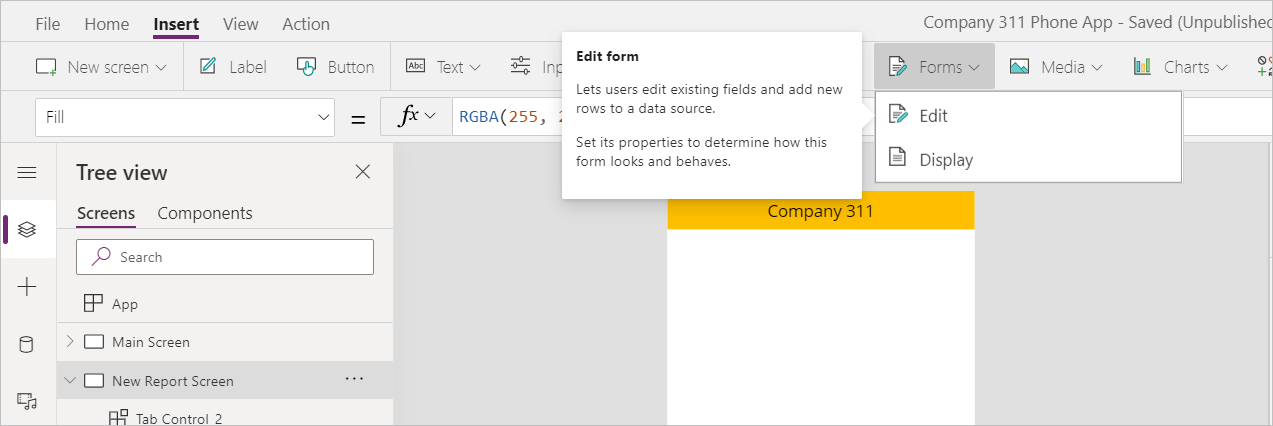 File Home Insert View Action
Company 311 Phone App - Saved (Unpublished
New screen Label Button Abc Text Forms Media Charts
Edit form
Lets users edit existing fields and add new
rows to a data source.
Set its properties to determine how this
form looks and behaves.
Fill = fx RGBA(255,
Edit
Display
Tree view
Screens Components
Search
App
Main Screen
New Report Screen
Tab Control_2
Company 311